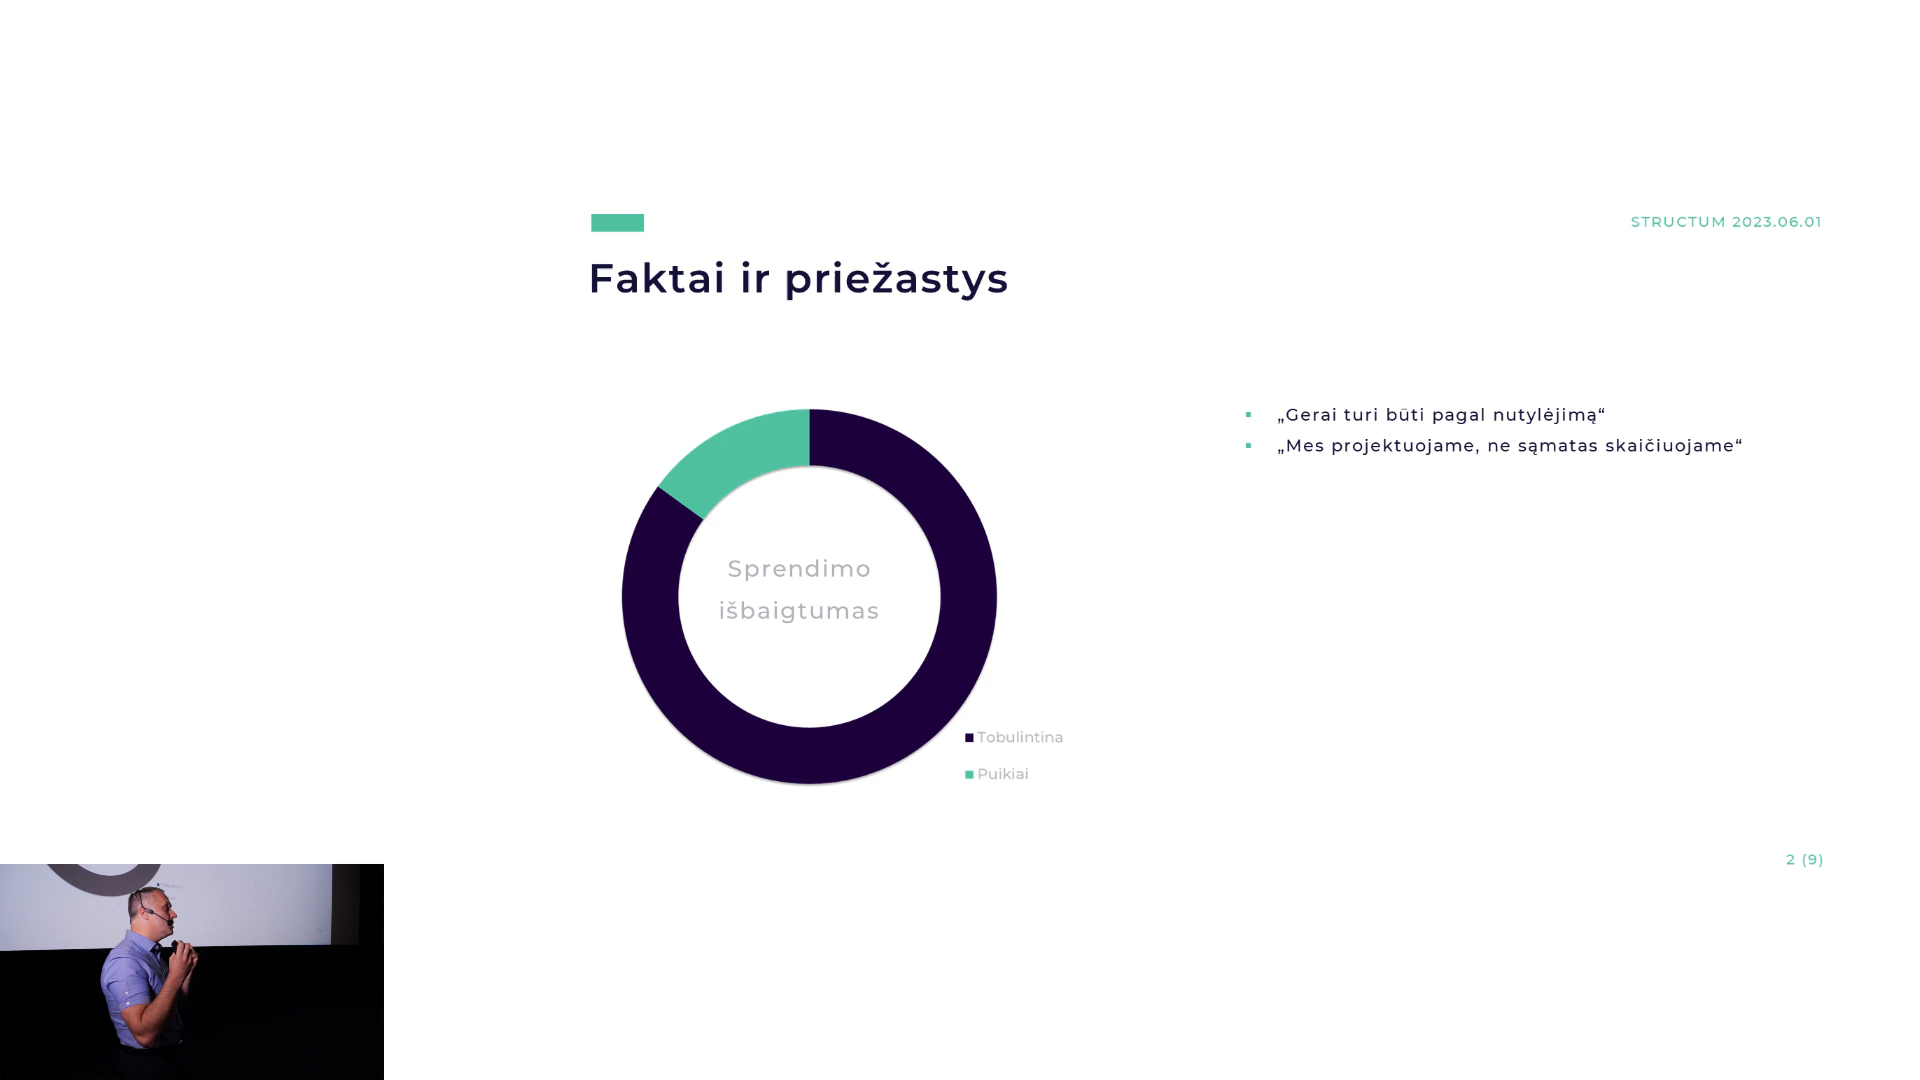 STRUCTUM 2023.06.01
Faktai ir priežastys
„Gerai turi būti pagal nutylėjimą“
„Mes projektuojame, ne sąmatas skaičiuojame“
Sprendimo
išbaigtumas
Tobulintina
Puikiai
2 (9)